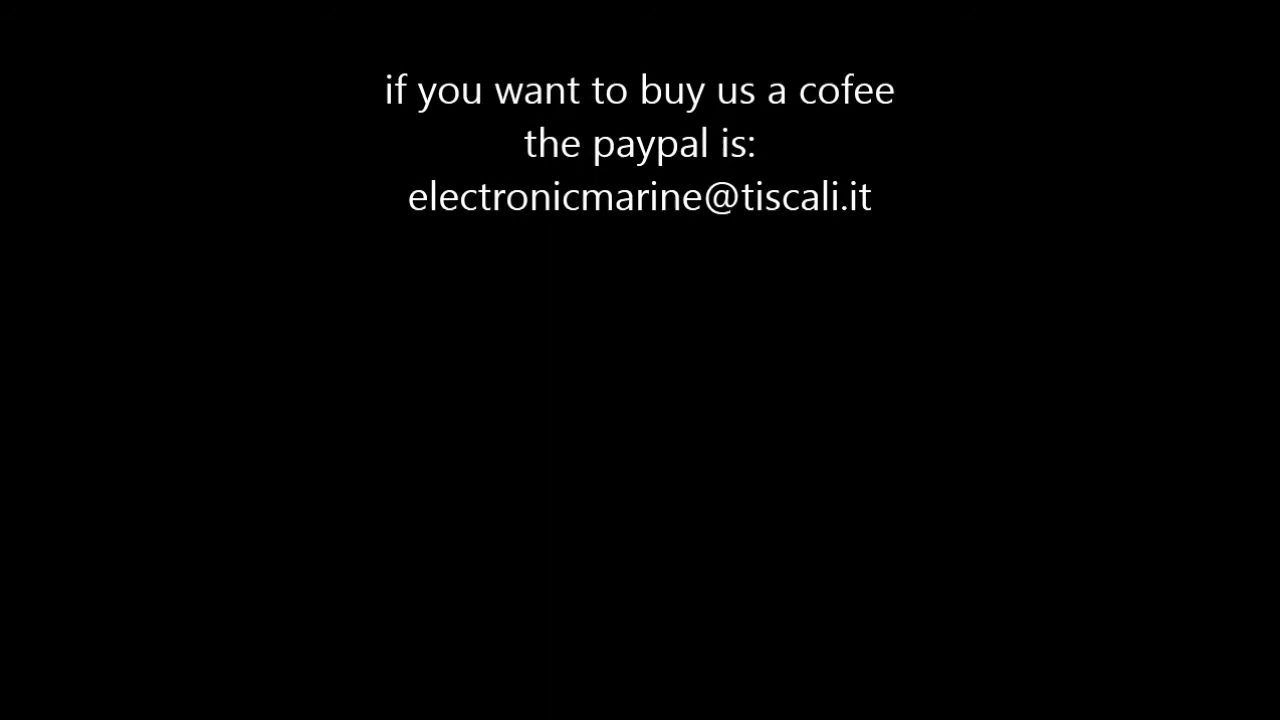 if you want to buy us a cofee
the paypal is:
electronicmarine@tiscali.it